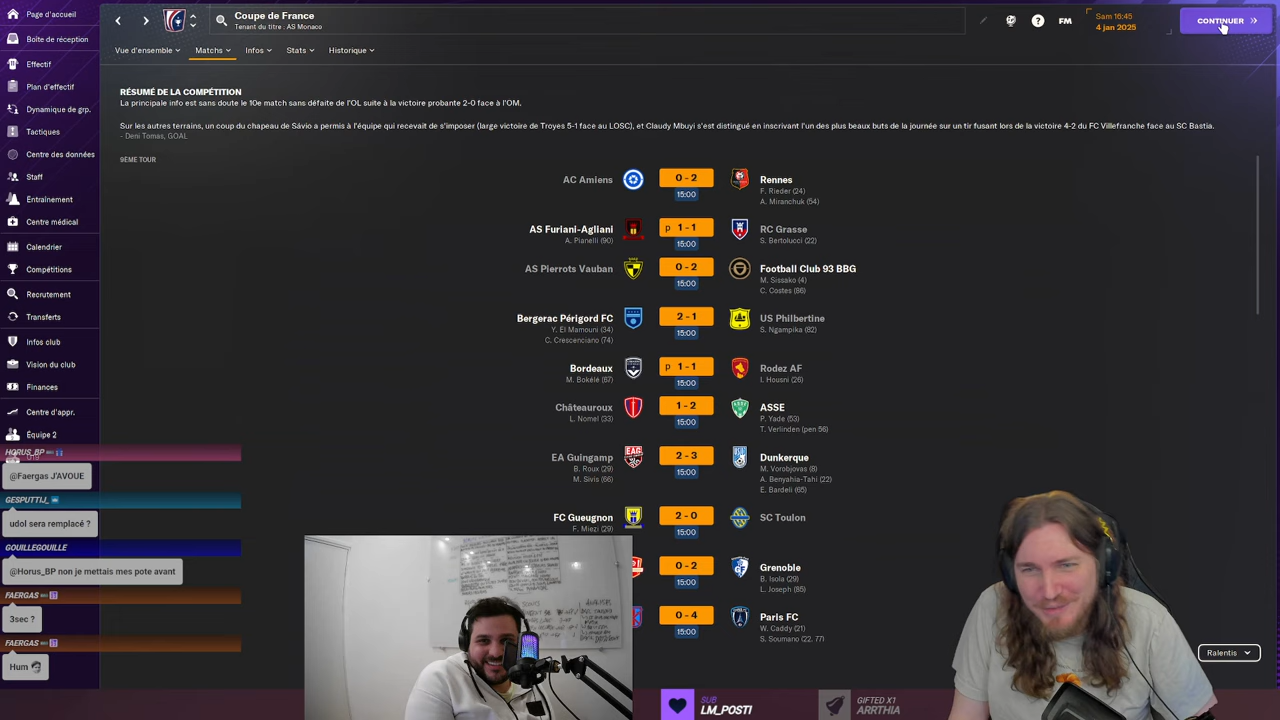 Page d'accueil
Coupe de France
Tenant du titre : AS Monaco
FM
Sam 16:45
4 jan 2025
CONTINUER
Boîte de réception
Vue d'ensemble
Matchs
Infos
Stats
Historique
Effectif
Plan d'effectif
Dynamique de grp.
Tactiques
Centre des données
Staff
Entraînement
Centre médical
Calendrier
Compétitions
Recrutement
Transferts
Infos club
Vision du club
Finances
Centre d'appr.
Équipe 2
RÉSUMÉ DE LA COMPÉTITION
La principale info est sans doute le 10e match sans défaite de l'OL suite à la victoire probante 2-0 face à l'OM.
Sur les autres terrains, un coup du chapeau de Sávio a permis à l'équipe qui recevait de s'imposer (large victoire de Troyes 5-1 face au LOSC), et Claudy Mbuyi s'est distingué en inscrivant l'un des plus beaux buts de la journée sur un tir fusant lors de la victoire 4-2 du FC Villefranche face au SC Bastia.
- Deni Tomas, GOAL
9ÈME TOUR
AC Amiens 0 - 2 Rennes
15:00
F. Rieder (24)
A. Miranchuk (54)
AS Furiani-Agliani p 1 - 1 RC Grasse
A. Pianelli (90) 15:00 S. Bertolucci (22)
AS Pierrots Vauban 0 - 2 Football Club 93 BBG
15:00
M. Sissako (4)
C. Costes (86)
Bergerac Périgord FC 2 - 1 US Philbertine
Y. El Mamouni (34) 15:00 S. Ngampika (82)
C. Crescenciano (74)
Bordeaux p 1 - 1 Rodez AF
M. Bokélé (67) 15:00 I. Housni (26)
Châteauroux 1 - 2 ASSE
L. Nomel (33) 15:00 P. Yade (53)
T. Verlinden (pen 56)
EA Guingamp 2 - 3 Dunkerque
B. Roux (29) 15:00 M. Vorobjovas (8)
M. Sivis (66) A. Benyahia-Tahi (22)
E. Bardeli (65)
FC Gueugnon 2 - 0 SC Toulon
F. Miezi (29) 15:00
0 - 2 Grenoble
15:00 B. Isola (29)
L. Joseph (85)
0 - 4 Paris FC
15:00 W. Caddy (21)
S. Soumano (22, 77)
Ralentis
HORUS_BP
@Faergas J'AVOUE
GESPUTTIJ_
udol sera remplacé ?
GOUILLEGOUILLE
@Horus_BP non je mettais mes pote avant
FAERGAS
3sec ?
FAERGAS
Hum
SUB
LM_POSTI
GIFTED X1
ARRTHIA